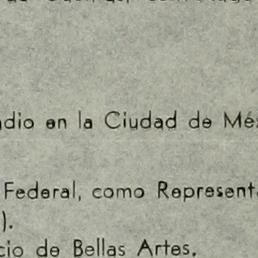 dio en la Ciudad de Méx
Federal, como Represent
).
cio de Bellas Artes.